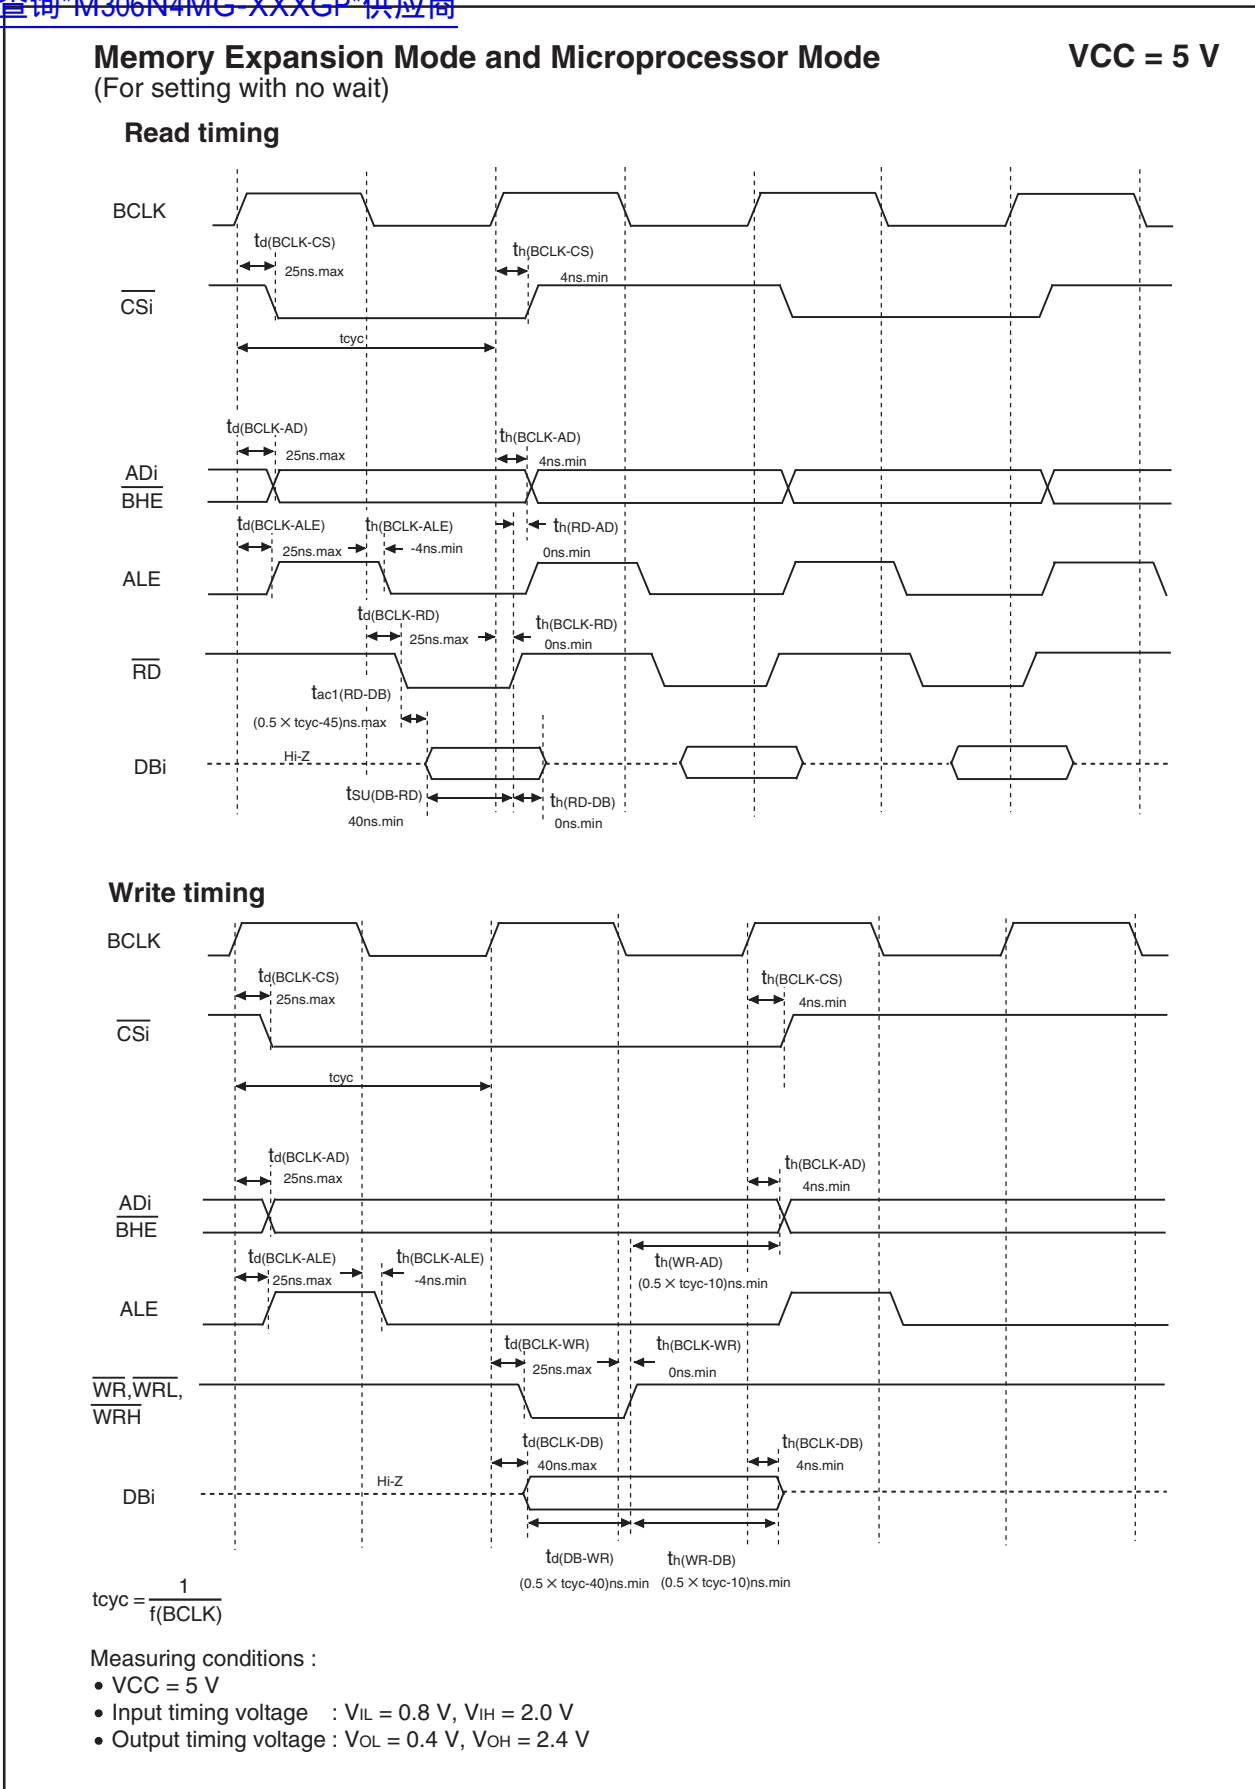 查询"M306N4MG-XXXGP"供应商
Memory Expansion Mode and Microprocessor Mode VCC = 5 V
(For setting with no wait)
Read timing
BCLK
td(BCLK-CS)
25ns.max
th(BCLK-CS)
4ns.min
CSi
tcyc
td(BCLK-AD)
25ns.max
th(BCLK-AD)
4ns.min
ADi
BHE
td(BCLK-ALE)
25ns.max
th(BCLK-ALE)
-4ns.min
th(RD-AD)
0ns.min
ALE
td(BCLK-RD)
25ns.max
th(BCLK-RD)
0ns.min
RD
tac1(RD-DB)
(0.5 × tcyc-45)ns.max
Hi-Z
DBi
tSU(DB-RD)
40ns.min
th(RD-DB)
0ns.min
Write timing
BCLK
td(BCLK-CS)
25ns.max
th(BCLK-CS)
4ns.min
CSi
tcyc
td(BCLK-AD)
25ns.max
th(BCLK-AD)
4ns.min
ADi
BHE
td(BCLK-ALE)
25ns.max
th(BCLK-ALE)
-4ns.min
th(WR-AD)
(0.5 × tcyc-10)ns.min
ALE
td(BCLK-WR)
25ns.max
th(BCLK-WR)
0ns.min
WR,WRL,
WRH
td(BCLK-DB)
40ns.max
th(BCLK-DB)
4ns.min
Hi-Z
DBi
td(DB-WR)
(0.5 × tcyc-40)ns.min
th(WR-DB)
(0.5 × tcyc-10)ns.min
tcyc = 1
f(BCLK)
Measuring conditions :
• VCC = 5 V
• Input timing voltage : VIL = 0.8 V, VIH = 2.0 V
• Output timing voltage : VOL = 0.4 V, VOH = 2.4 V